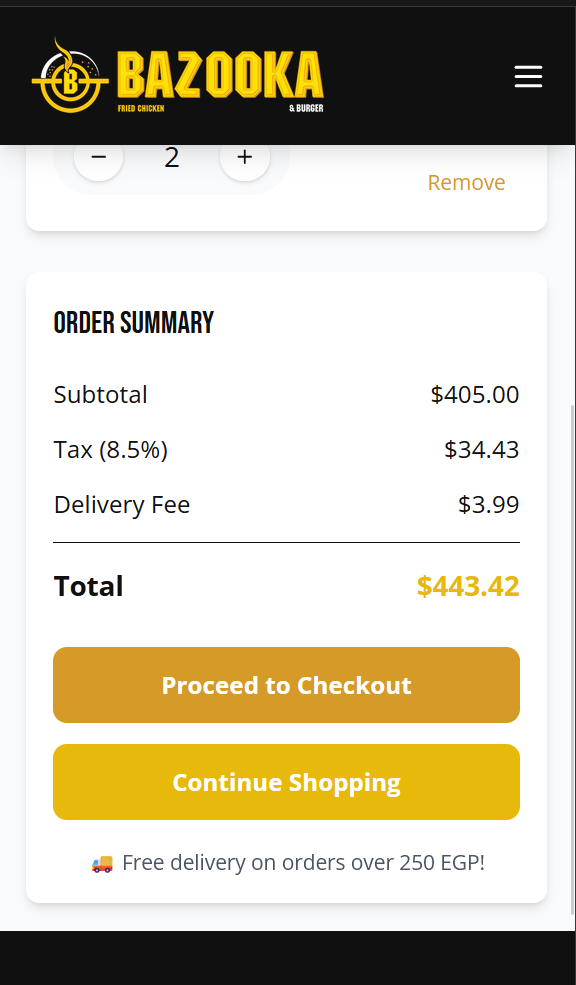 B
BAZOOKA
FRIED CHICKEN & BURGER
− 2 +
Remove
ORDER SUMMARY
Subtotal $405.00
Tax (8.5%) $34.43
Delivery Fee $3.99
Total $443.42
Proceed to Checkout
Continue Shopping
🚚 Free delivery on orders over 250 EGP!